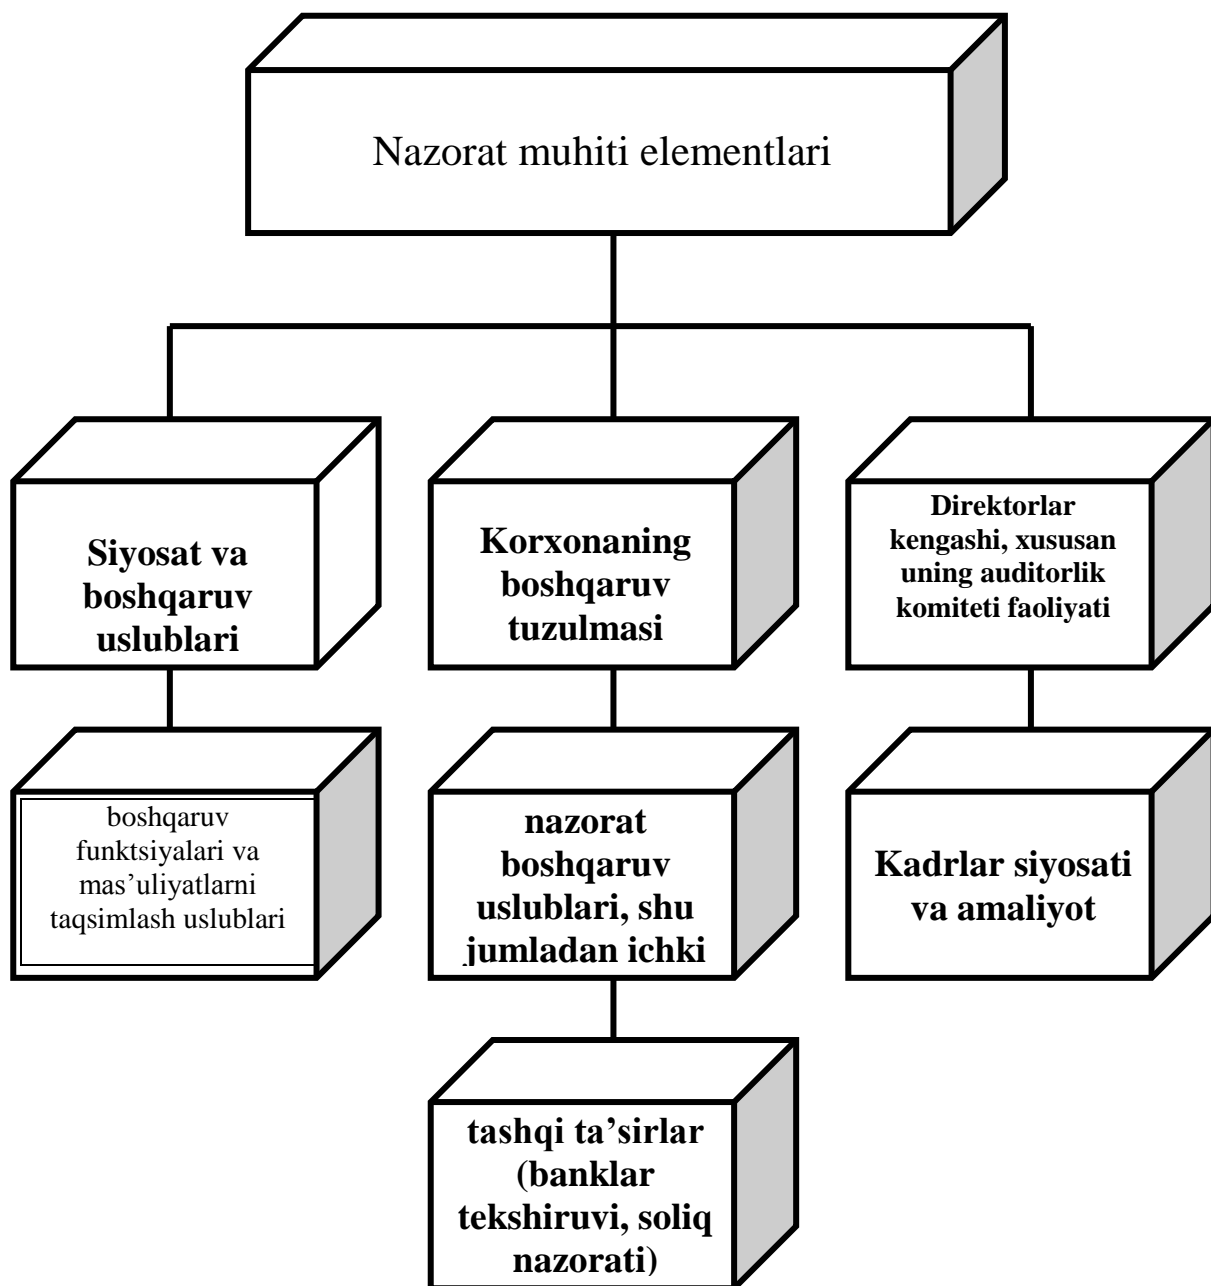 Nazorat muhiti elementlari
Siyosat va
boshqaruv
uslublari
Korxonaning
boshqaruv
tuzulmasi
Direktorlar
kengashi, xususan
uning auditorlik
komiteti faoliyati
boshqaruv
funktsiyalari va
mas’uliyatlarni
taqsimlash uslublari
nazorat
boshqaruv
uslublari, shu
jumladan ichki
Kadrlar siyosati
va amaliyot
tashqi ta’sirlar
(banklar
tekshiruvi, soliq
nazorati)